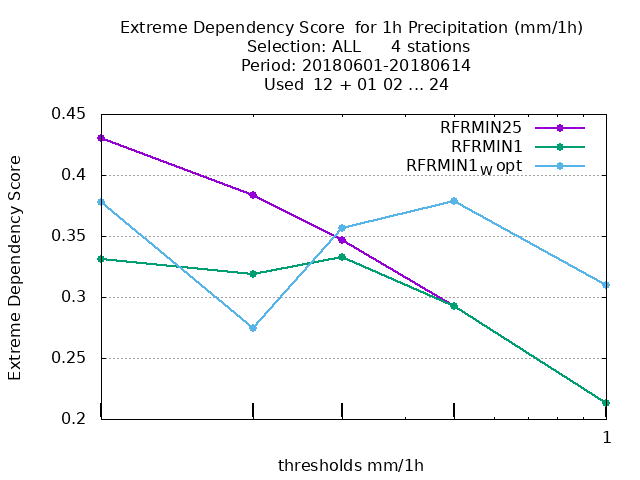 Extreme Dependency Score  for 1h Precipitation (mm/1h)
Selection: ALL      4 stations
Period: 20180601-20180614
Used  12 + 01 02 ... 24
RFRMIN25
RFRMIN1
RFRMIN1W opt
Extreme Dependency Score
0.45
0.4
0.35
0.3
0.25
0.2
1
thresholds mm/1h